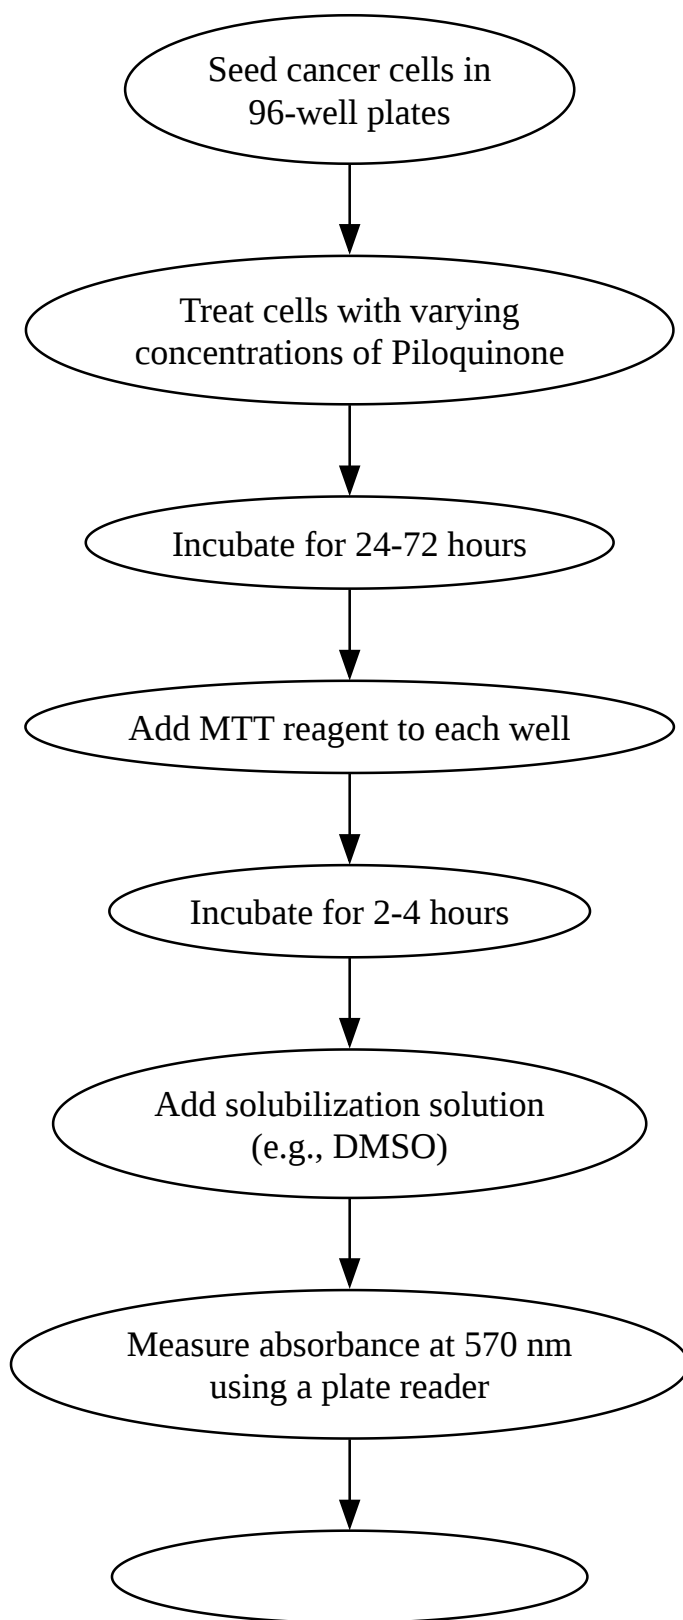 Seed cancer cells in
96-well plates
Treat cells with varying
concentrations of Piloquinone
Incubate for 24-72 hours
Add MTT reagent to each well
Incubate for 2-4 hours
Add solubilization solution
(e.g., DMSO)
Measure absorbance at 570 nm
using a plate reader